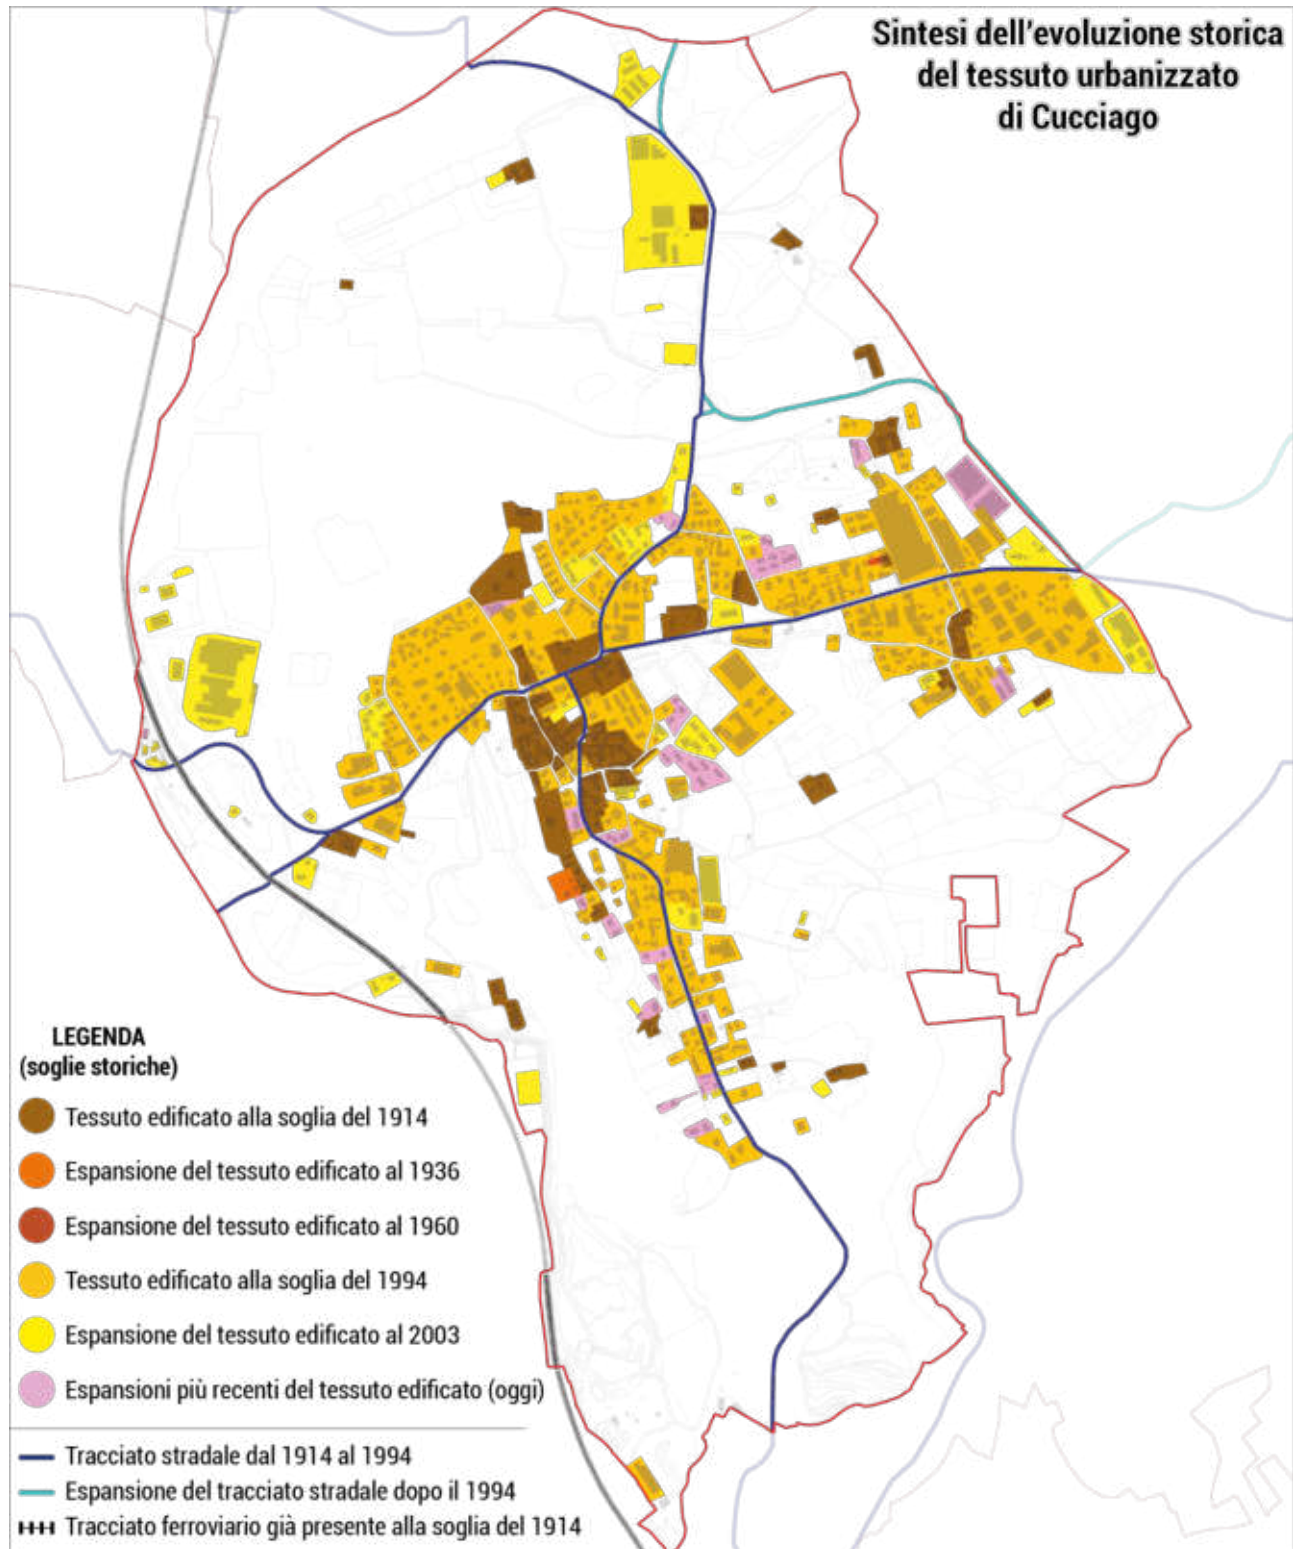 Sintesi dell'evoluzione storica
del tessuto urbanizzato
di Cucciago
LEGENDA
(soglie storiche)
Tessuto edificato alla soglia del 1914
Espansione del tessuto edificato al 1936
Espansione del tessuto edificato al 1960
Tessuto edificato alla soglia del 1994
Espansione del tessuto edificato al 2003
Espansioni più recenti del tessuto edificato (oggi)
Tracciato stradale dal 1914 al 1994
Espansione del tracciato stradale dopo il 1994
Tracciato ferroviario già presente alla soglia del 1914